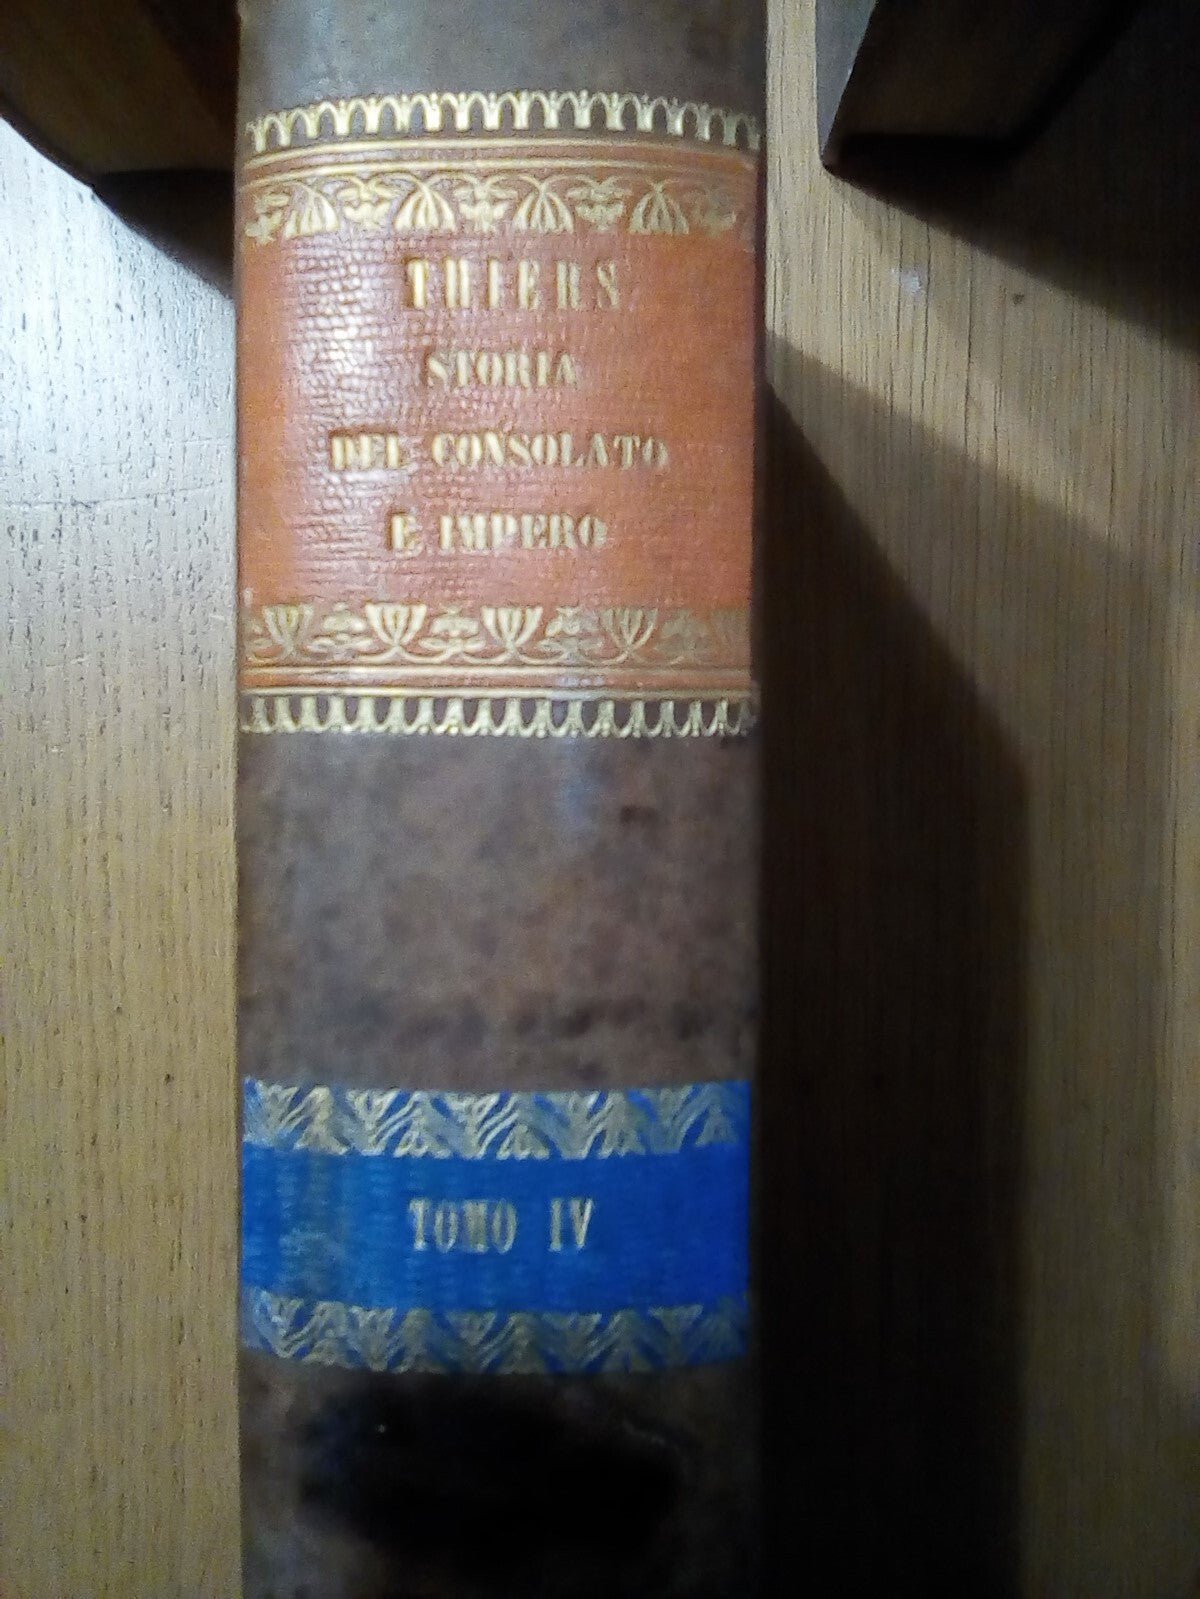 THIERS
STORIA
DEL CONSOLATO
E IMPERO
TOMO IV